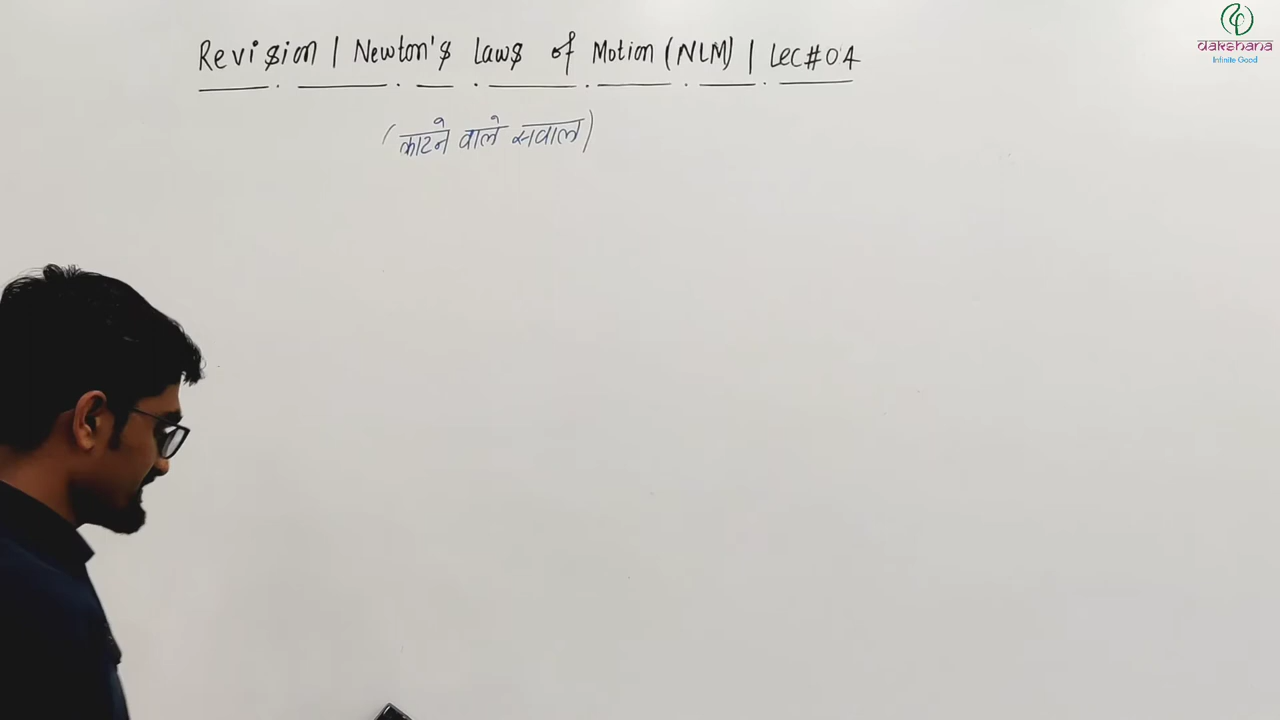 Revision | Newton's Laws of Motion (NLM) | Lec#04
(काटने वाले सवाल)
dakshana
Infinite Good